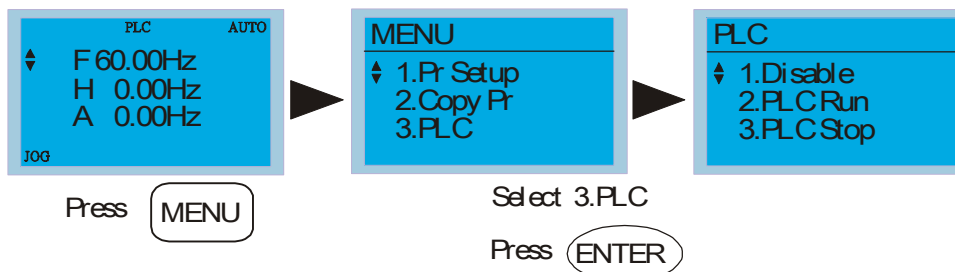 PLC AUTO
F 60.00Hz
H 0.00Hz
A 0.00Hz
JOG
Press MENU
MENU
1.Pr Setup
2.Copy Pr
3.PLC
Select 3.PLC
Press ENTER
PLC
1.Disable
2.PLC Run
3.PLC Stop